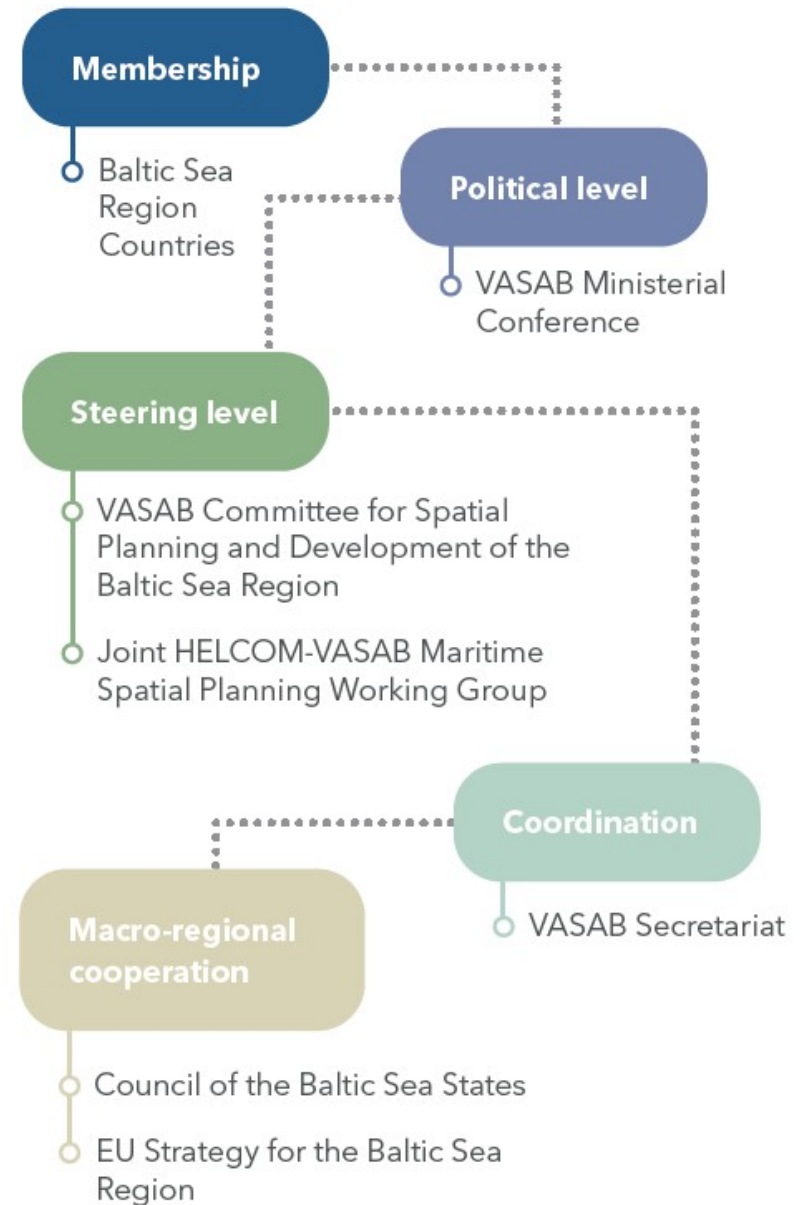 Membership
Baltic Sea
Region
Countries
Political level
VASAB Ministerial
Conference
Steering level
VASAB Committee for Spatial
Planning and Development of the
Baltic Sea Region
Joint HELCOM-VASAB Maritime
Spatial Planning Working Group
Coordination
VASAB Secretariat
Macro-regional
cooperation
Council of the Baltic Sea States
EU Strategy for the Baltic Sea
Region